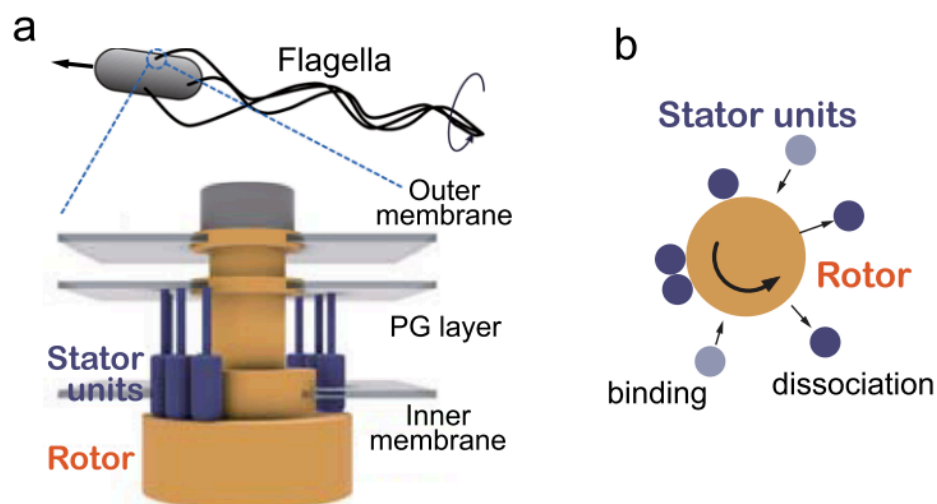 a
Flagella
Outer
membrane
PG layer
Stator
units
Inner
membrane
Rotor
b
Stator units
Rotor
binding
dissociation